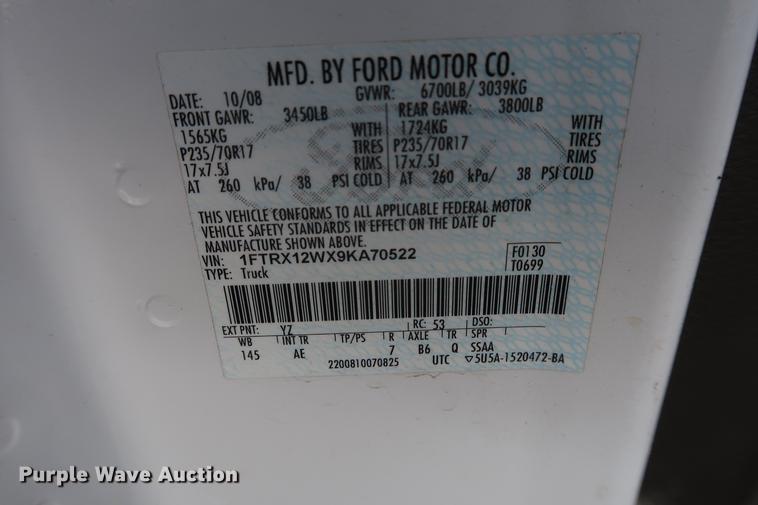 MFD. BY FORD MOTOR CO.
DATE: 10/08 GVWR: 6700LB/ 3039KG
FRONT GAWR: 3450LB REAR GAWR: 3800LB
1565KG WITH 1724KG WITH
P235/70R17 TIRES P235/70R17 TIRES
17x7.5J RIMS 17x7.5J RIMS
AT 260 kPa/ 38 PSI COLD AT 260 kPa/ 38 PSI COLD
THIS VEHICLE CONFORMS TO ALL APPLICABLE FEDERAL MOTOR
VEHICLE SAFETY STANDARDS IN EFFECT ON THE DATE OF
MANUFACTURE SHOWN ABOVE.
VIN: 1FTRX12WX9KA70522 F0130
TYPE: Truck T0699
EXT PNT: YZ RC: 53 DSO:
WB INT TR TP/PS R AXLE TR SPR
145 AE 7 B6 Q SSAA
2200810070825 UTC ▽5U5A-1520472-BA
Purple Wave Auction